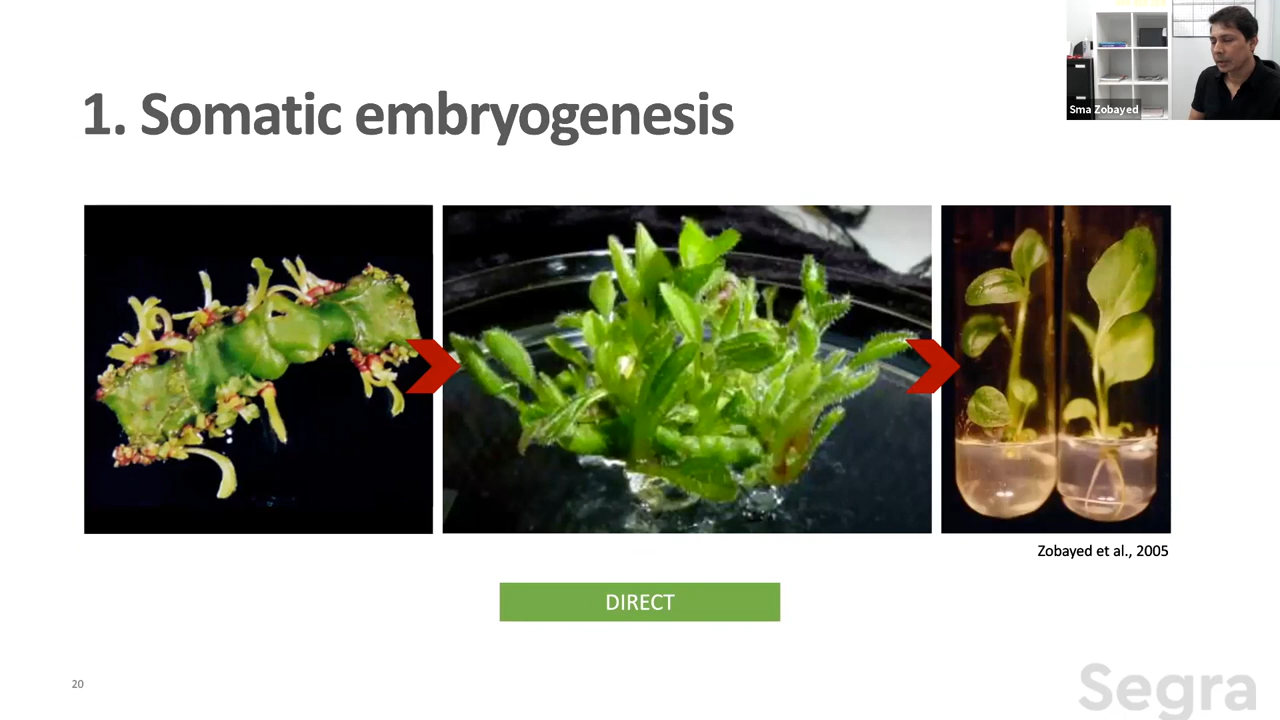 Sma Zobayed
1. Somatic embryogenesis
Zobayed et al., 2005
DIRECT
20
Segra